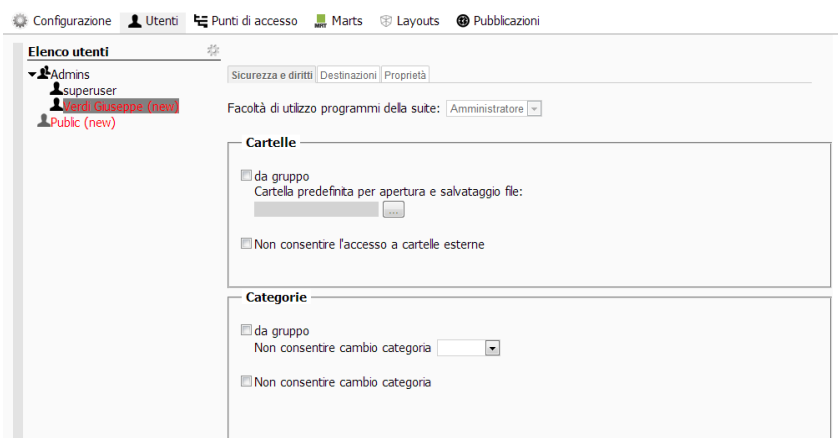 Configurazione Utenti Punti di accesso Marts Layouts Pubblicazioni
Elenco utenti
Admins
superuser
Verdi Giuseppe (new)
Public (new)
Sicurezza e diritti Destinazioni Proprietà
Facoltà di utilizzo programmi della suite: Amministratore
Cartelle
da gruppo
Cartella predefinita per apertura e salvataggio file:
...
Non consentire l'accesso a cartelle esterne
Categorie
da gruppo
Non consentire cambio categoria
Non consentire cambio categoria